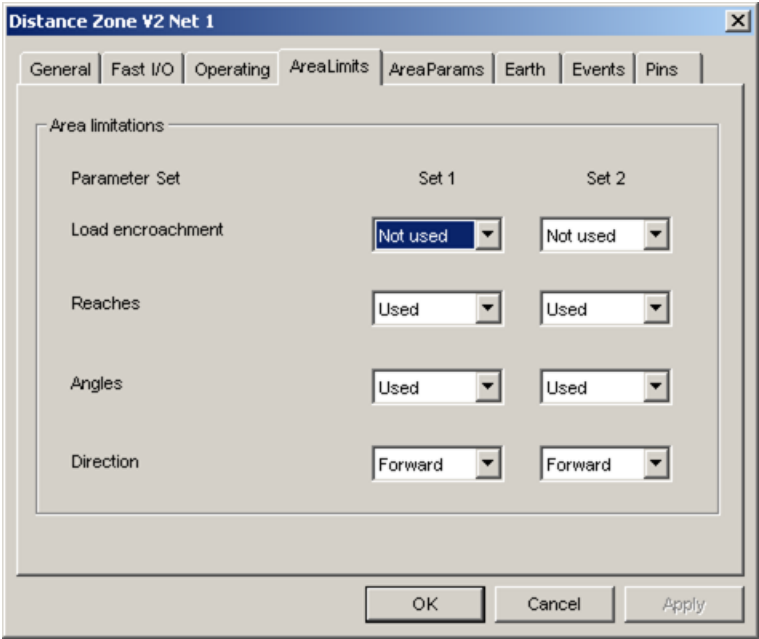 Distance Zone V2 Net 1
General Fast I/O Operating AreaLimits AreaParams Earth Events Pins
Area limitations
Parameter Set Set 1 Set 2
Load encroachment Not used Not used
Reaches Used Used
Angles Used Used
Direction Forward Forward
OK Cancel Apply